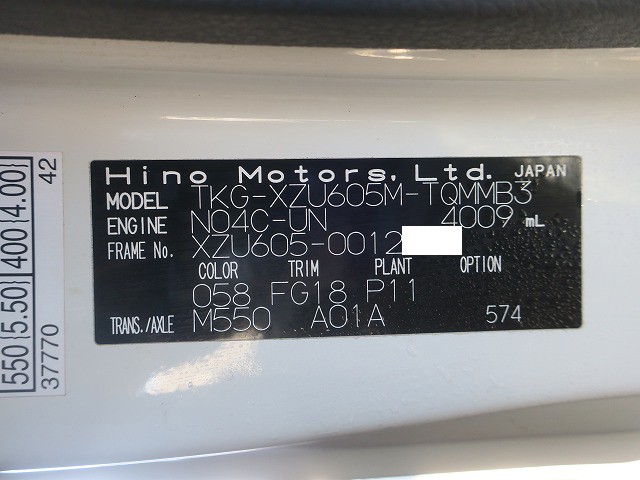 Hino Motors, Ltd. JAPAN
MODEL TKG-XZU605M-TQMMB3
ENGINE N04C-UN 4009 mL
FRAME No. XZU605-0012
COLOR TRIM PLANT OPTION
058 FG18 P11
TRANS./AXLE M550 A01A 574
550{5.50} 400{4.00}
37770 42